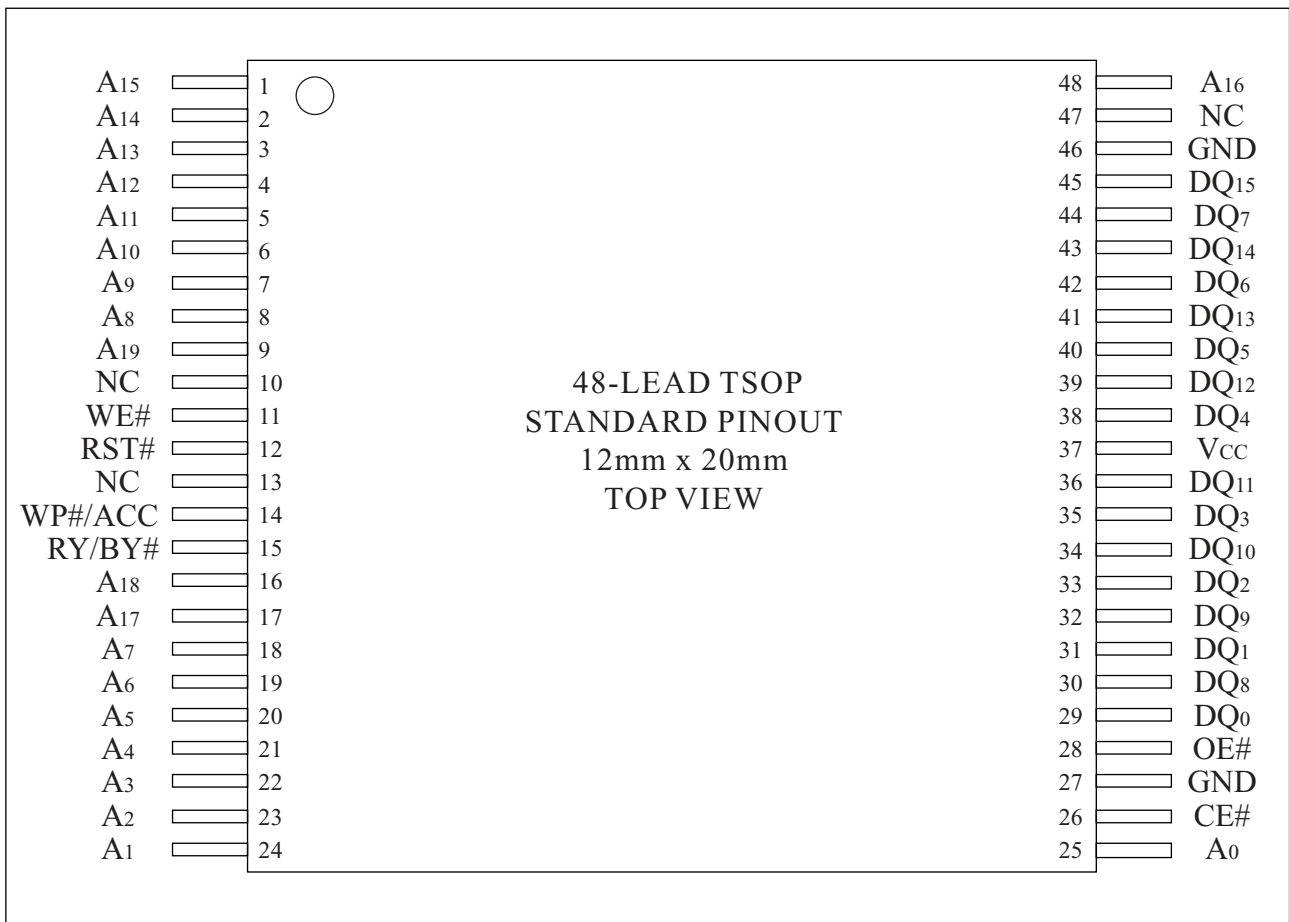 A15 1 48 A16
A14 2 47 NC
A13 3 46 GND
A12 4 45 DQ15
A11 5 44 DQ7
A10 6 43 DQ14
A9 7 42 DQ6
A8 8 41 DQ13
A19 9 40 DQ5
NC 10 39 DQ12
WE# 11 38 DQ4
RST# 12 37 VCC
NC 13 36 DQ11
WP#/ACC 14 35 DQ3
RY/BY# 15 34 DQ10
A18 16 33 DQ2
A17 17 32 DQ9
A7 18 31 DQ1
A6 19 30 DQ8
A5 20 29 DQ0
A4 21 28 OE#
A3 22 27 GND
A2 23 26 CE#
A1 24 25 A0
48-LEAD TSOP
STANDARD PINOUT
12mm x 20mm
TOP VIEW